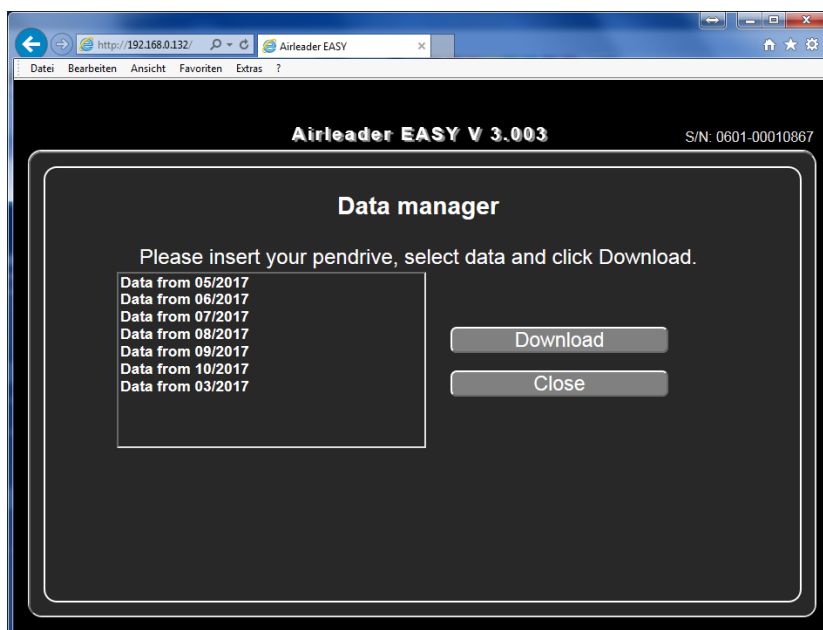 http://192.168.0.132/
Airleader EASY
Datei Bearbeiten Ansicht Favoriten Extras ?
Airleader EASY V 3.003
S/N: 0601-00010867
Data manager
Please insert your pendrive, select data and click Download.
Data from 05/2017
Data from 06/2017
Data from 07/2017
Data from 08/2017
Data from 09/2017
Data from 10/2017
Data from 03/2017
Download
Close